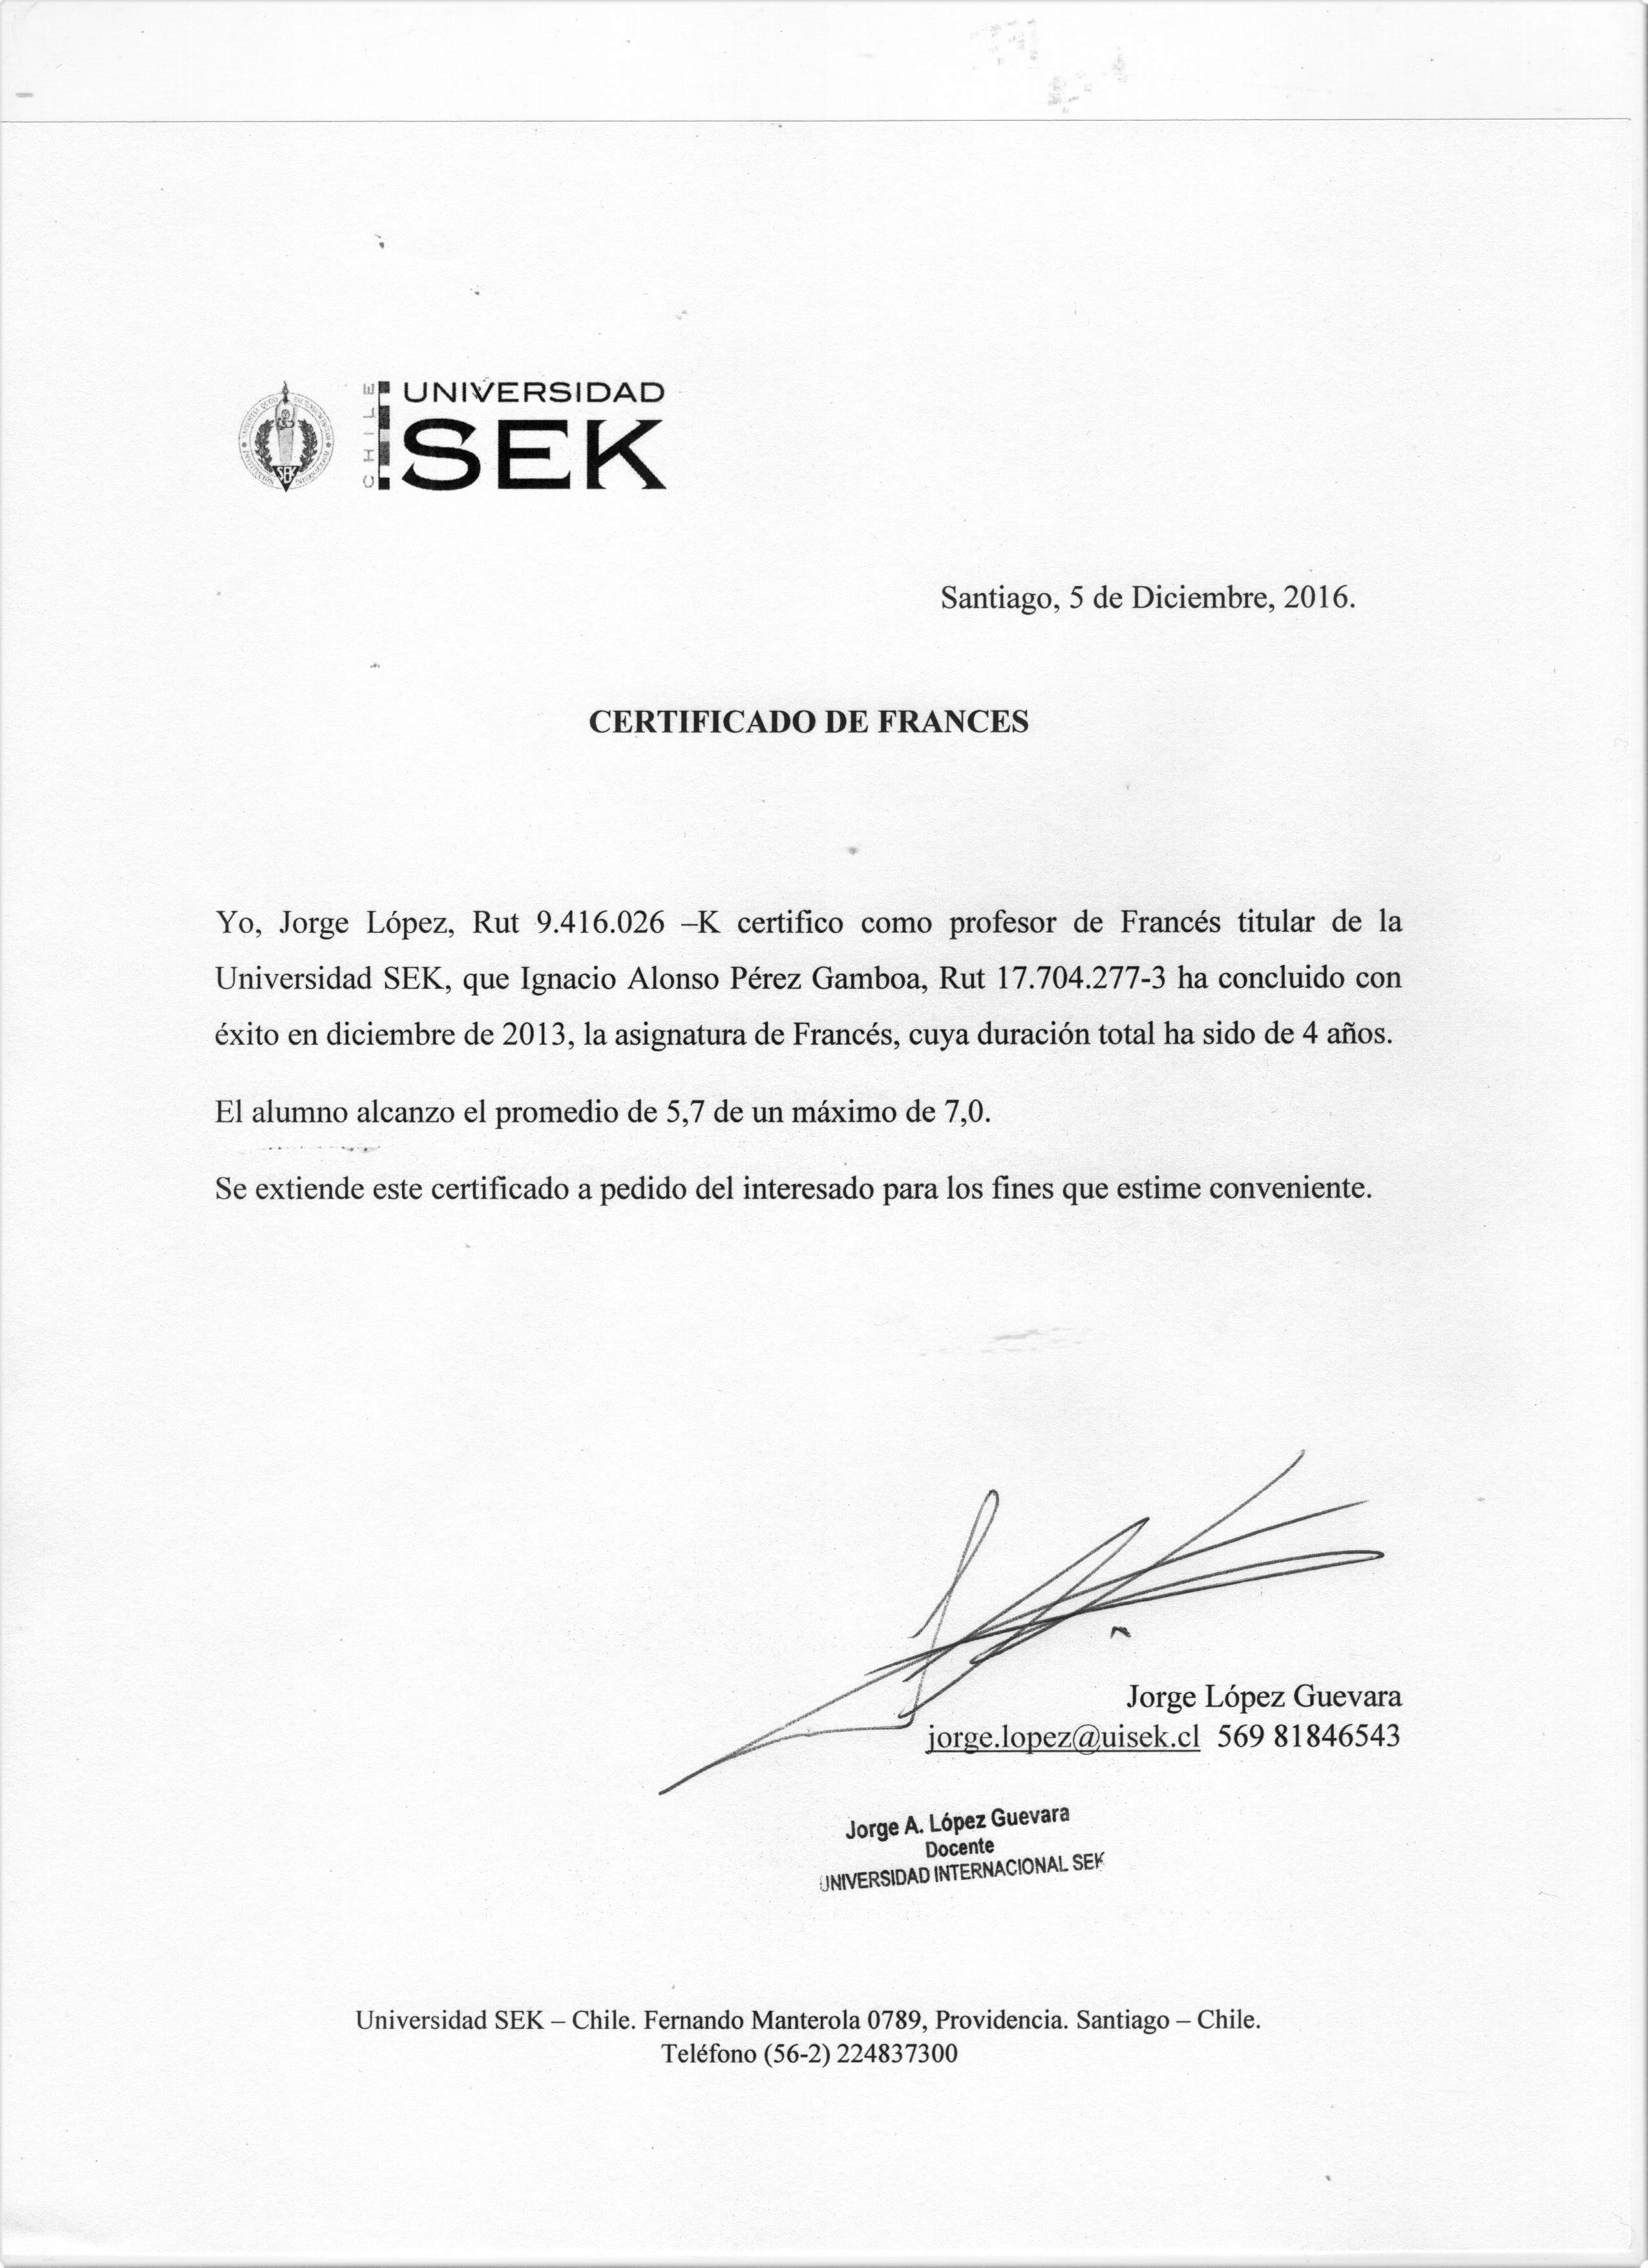 CHILE
UNIVERSIDAD
SEK
SEK
Santiago, 5 de Diciembre, 2016.
CERTIFICADO DE FRANCES
Yo, Jorge López, Rut 9.416.026 –K certifico como profesor de Francés titular de la
Universidad SEK, que Ignacio Alonso Pérez Gamboa, Rut 17.704.277-3 ha concluido con
éxito en diciembre de 2013, la asignatura de Francés, cuya duración total ha sido de 4 años.
El alumno alcanzo el promedio de 5,7 de un máximo de 7,0.
Se extiende este certificado a pedido del interesado para los fines que estime conveniente.
Jorge López Guevara
jorge.lopez@uisek.cl 569 81846543
Jorge A. López Guevara
Docente
UNIVERSIDAD INTERNACIONAL SEK
Universidad SEK – Chile. Fernando Manterola 0789, Providencia. Santiago – Chile.
Teléfono (56-2) 224837300